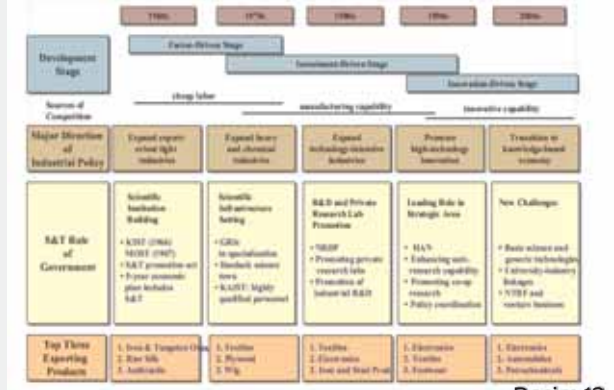 1960s 1970s 1980s 1990s 2000s
Development
Stage
Factor-Driven Stage
Investment-Driven Stage
Innovation-Driven Stage
Sources of
Competition
cheap labor
manufacturing capability
innovative capability
Major Direction
of
Industrial Policy
Expand export-
orient light
industries
Expand heavy
and chemical
industries
Expand
technology-intensive
industries
Promote
high-technology
innovation
Transition to
knowledge-based
economy
S&T Role
of
Government
Scientific
Institution
Building
• KIST (1966)
MOST (1967)
• S&T promotion act
• 5-year economic
plan includes
S&T
Scientific
Infrastructure
Setting
• GRIs
in specialization
• Daeduck science
town
• KAIST: highly
qualified personnel
R&D and Private
Research Lab
Promotion
• NRDP
• Promoting private
research labs
• Promotion of
industrial R&D
Leading Role in
Strategic Area
• HAN
• Enhancing univ.
research capability
• Promoting co-op
research
• Policy coordination
New Challenges
• Basic science and
generic technologies
• University-industry
linkages
• NTRP and
venture business
Top Three
Exporting
Products
1. Iron & Tungsten Ores
2. Raw Silk
3. Anthracite
1. Textiles
2. Plywood
3. Wig
1. Textiles
2. Electronics
3. Iron and Steel Prod
1. Electronics
2. Textiles
3. Footwear
1. Electronics
2. Automobiles
3. Petrochemicals